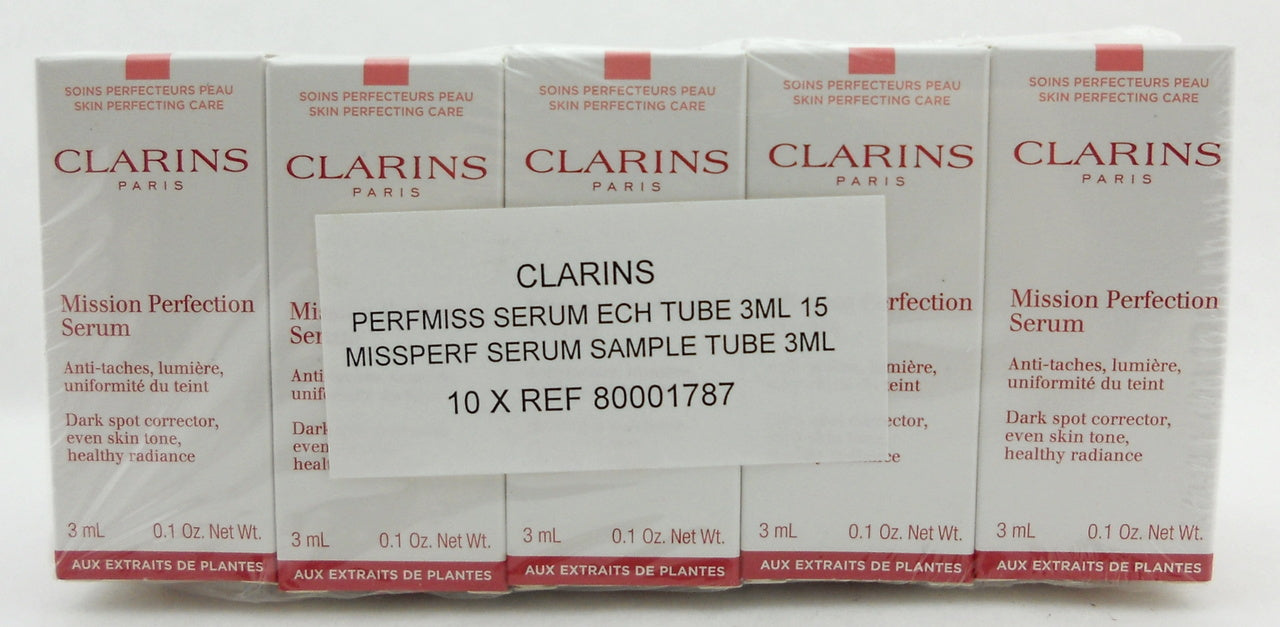 SOINS PERFECTEURS PEAU
SKIN PERFECTING CARE
CLARINS
PARIS
Mission Perfection
Serum
Anti-taches, lumière,
uniformité du teint
Dark spot corrector,
even skin tone,
healthy radiance
3 mL 0.1 Oz. Net Wt.
AUX EXTRAITS DE PLANTES
SOINS PERFECTEURS PEAU
SKIN PERFECTING CARE
CLARINS
PARIS
3 mL 0.1 Oz. Net Wt.
AUX EXTRAITS DE PLANTES
SOINS PERFECTEURS PEAU
SKIN PERFECTING CARE
CLARINS
PARIS
3 mL 0.1 Oz. Net Wt.
AUX EXTRAITS DE PLANTES
CLARINS
PERFMISS SERUM ECH TUBE 3ML 15
MISSPERF SERUM SAMPLE TUBE 3ML
10 X REF 80001787
SOINS PERFECTEURS PEAU
SKIN PERFECTING CARE
CLARINS
PARIS
3 mL 0.1 Oz. Net Wt.
AUX EXTRAITS DE PLANTES
SOINS PERFECTEURS PEAU
SKIN PERFECTING CARE
CLARINS
PARIS
Mission Perfection
Serum
Anti-taches, lumière,
uniformité du teint
Dark spot corrector,
even skin tone,
healthy radiance
3 mL 0.1 Oz. Net Wt.
AUX EXTRAITS DE PLANTES